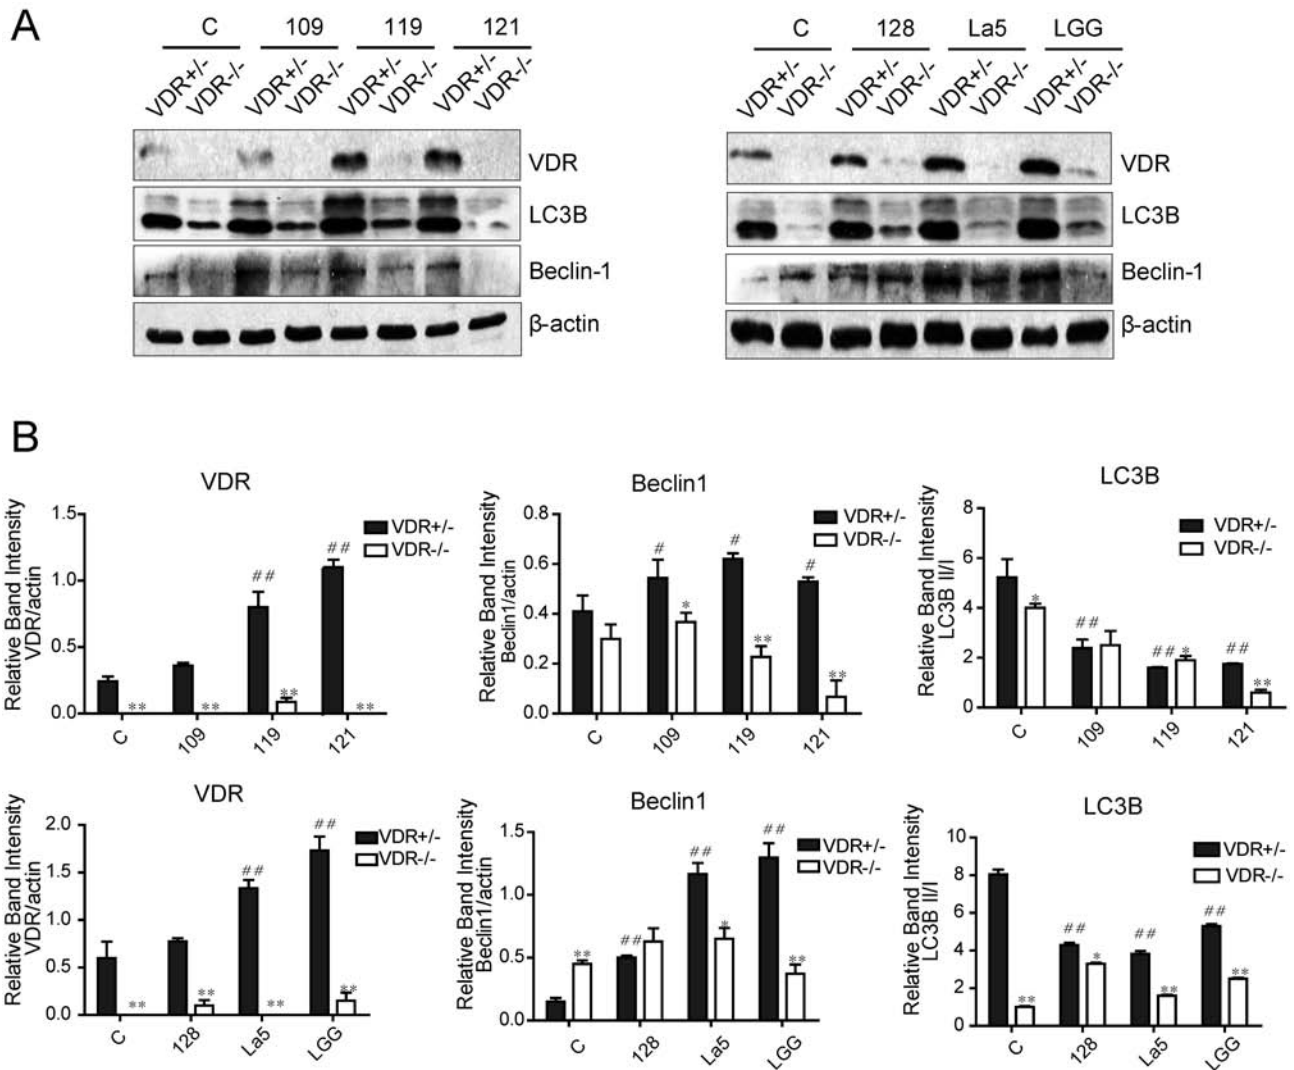 A
C 109 119 121
VDR+/- VDR-/- VDR+/- VDR-/- VDR+/- VDR-/- VDR+/- VDR-/-
VDR
LC3B
Beclin-1
β-actin
C 128 La5 LGG
VDR+/- VDR-/- VDR+/- VDR-/- VDR+/- VDR-/- VDR+/- VDR-/-
VDR
LC3B
Beclin-1
β-actin
B
VDR
Relative Band Intensity
VDR/actin
1.5
1.0
0.5
0.0
VDR+/-
VDR-/-
## ##
** ** ** **
C 109 119 121
Beclin1
Relative Band Intensity
Beclin1/actin
0.8
0.6
0.4
0.2
0.0
VDR+/-
VDR-/-
# # #
* ** **
C 109 119 121
LC3B
Relative Band Intensity
LC3B II/I
8
6
4
2
0
VDR+/-
VDR-/-
* ## ## * ## **
C 109 119 121
VDR
Relative Band Intensity
VDR/actin
2.0
1.5
1.0
0.5
0.0
VDR+/-
VDR-/-
## ##
** ** ** **
C 128 La5 LGG
Beclin1
Relative Band Intensity
Beclin1/actin
1.5
1.0
0.5
0.0
VDR+/-
VDR-/-
** ## ## * ## **
C 128 La5 LGG
LC3B
Relative Band Intensity
LC3B II/I
10
8
6
4
2
0
VDR+/-
VDR-/-
** ## * ## ** ## **
C 128 La5 LGG